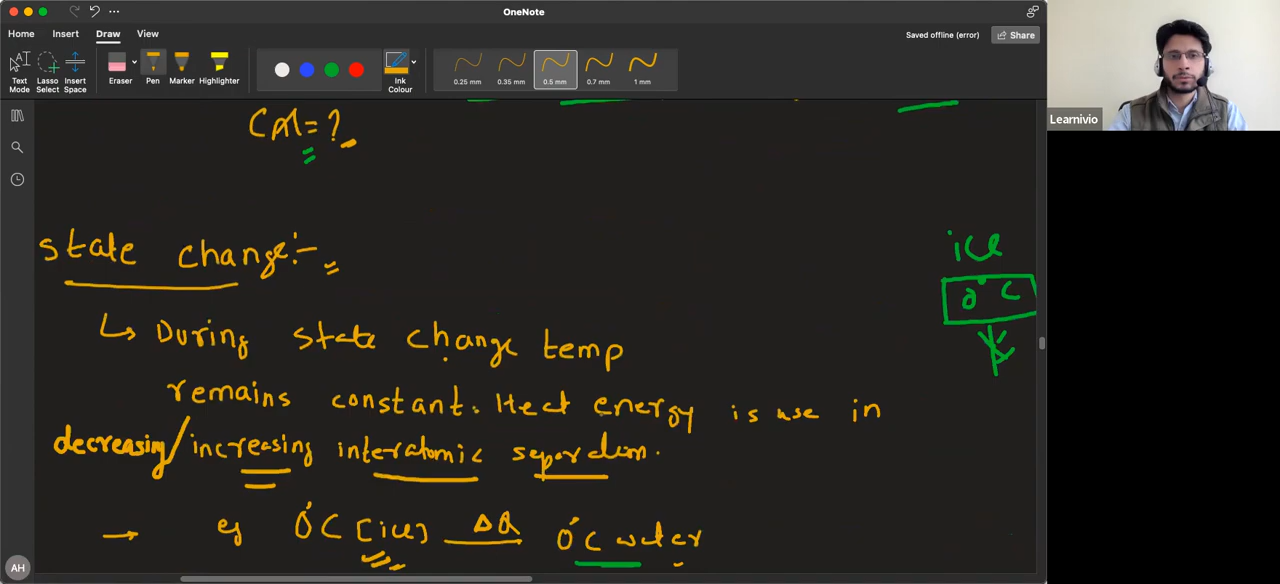 OneNote
Home Insert Draw View
Saved offline (error) Share
Text Mode Lasso Select Insert Space Eraser Pen Marker Highlighter Ink Colour 0.25 mm 0.35 mm 0.5 mm 0.7 mm 1 mm
Learnivio
= ?
state change:-
ice
0°C
↳ During state change temp
remains constant. Heat energy is use in
decreasing/increasing interatomic separation.
→ eg 0°C [ice] ΔQ 0°C water
AH